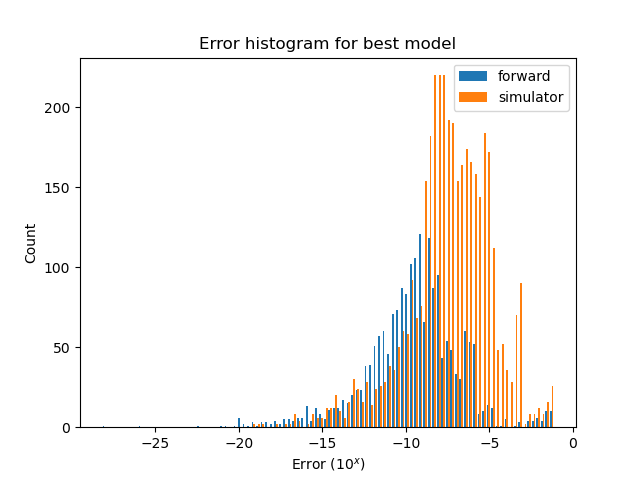 Error histogram for best model
forward
simulator
Count
200
150
100
50
0
−25
−20
−15
−10
−5
0
Error (10^x)